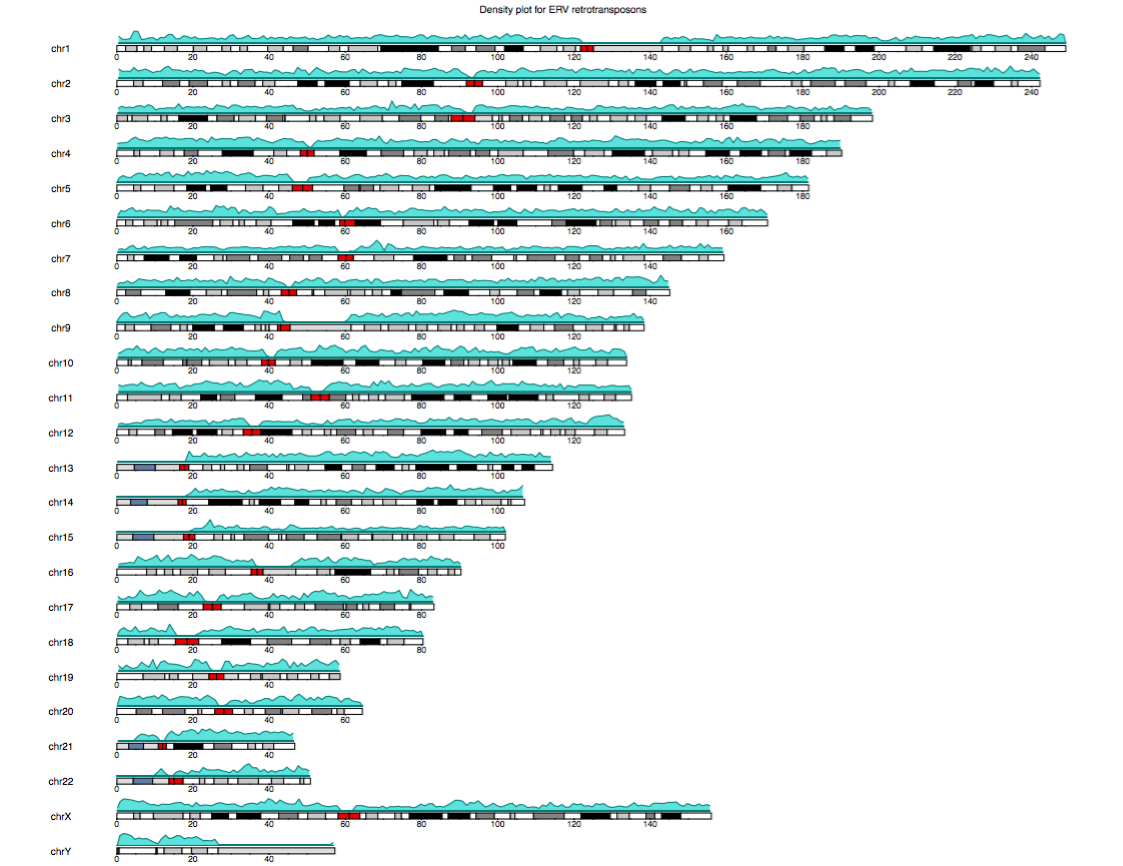 Density plot for ERV retrotransposons
chr1
0 20 40 60 80 100 120 140 160 180 200 220 240
chr2
0 20 40 60 80 100 120 140 160 180 200 220 240
chr3
0 20 40 60 80 100 120 140 160 180
chr4
0 20 40 60 80 100 120 140 160 180
chr5
0 20 40 60 80 100 120 140 160 180
chr6
0 20 40 60 80 100 120 140 160
chr7
0 20 40 60 80 100 120 140
chr8
0 20 40 60 80 100 120 140
chr9
0 20 40 60 80 100 120
chr10
0 20 40 60 80 100 120
chr11
0 20 40 60 80 100 120
chr12
0 20 40 60 80 100 120
chr13
0 20 40 60 80 100
chr14
0 20 40 60 80 100
chr15
0 20 40 60 80 100
chr16
0 20 40 60 80
chr17
0 20 40 60 80
chr18
0 20 40 60 80
chr19
0 20 40
chr20
0 20 40 60
chr21
0 20 40
chr22
0 20 40
chrX
0 20 40 60 80 100 120 140
chrY
0 20 40